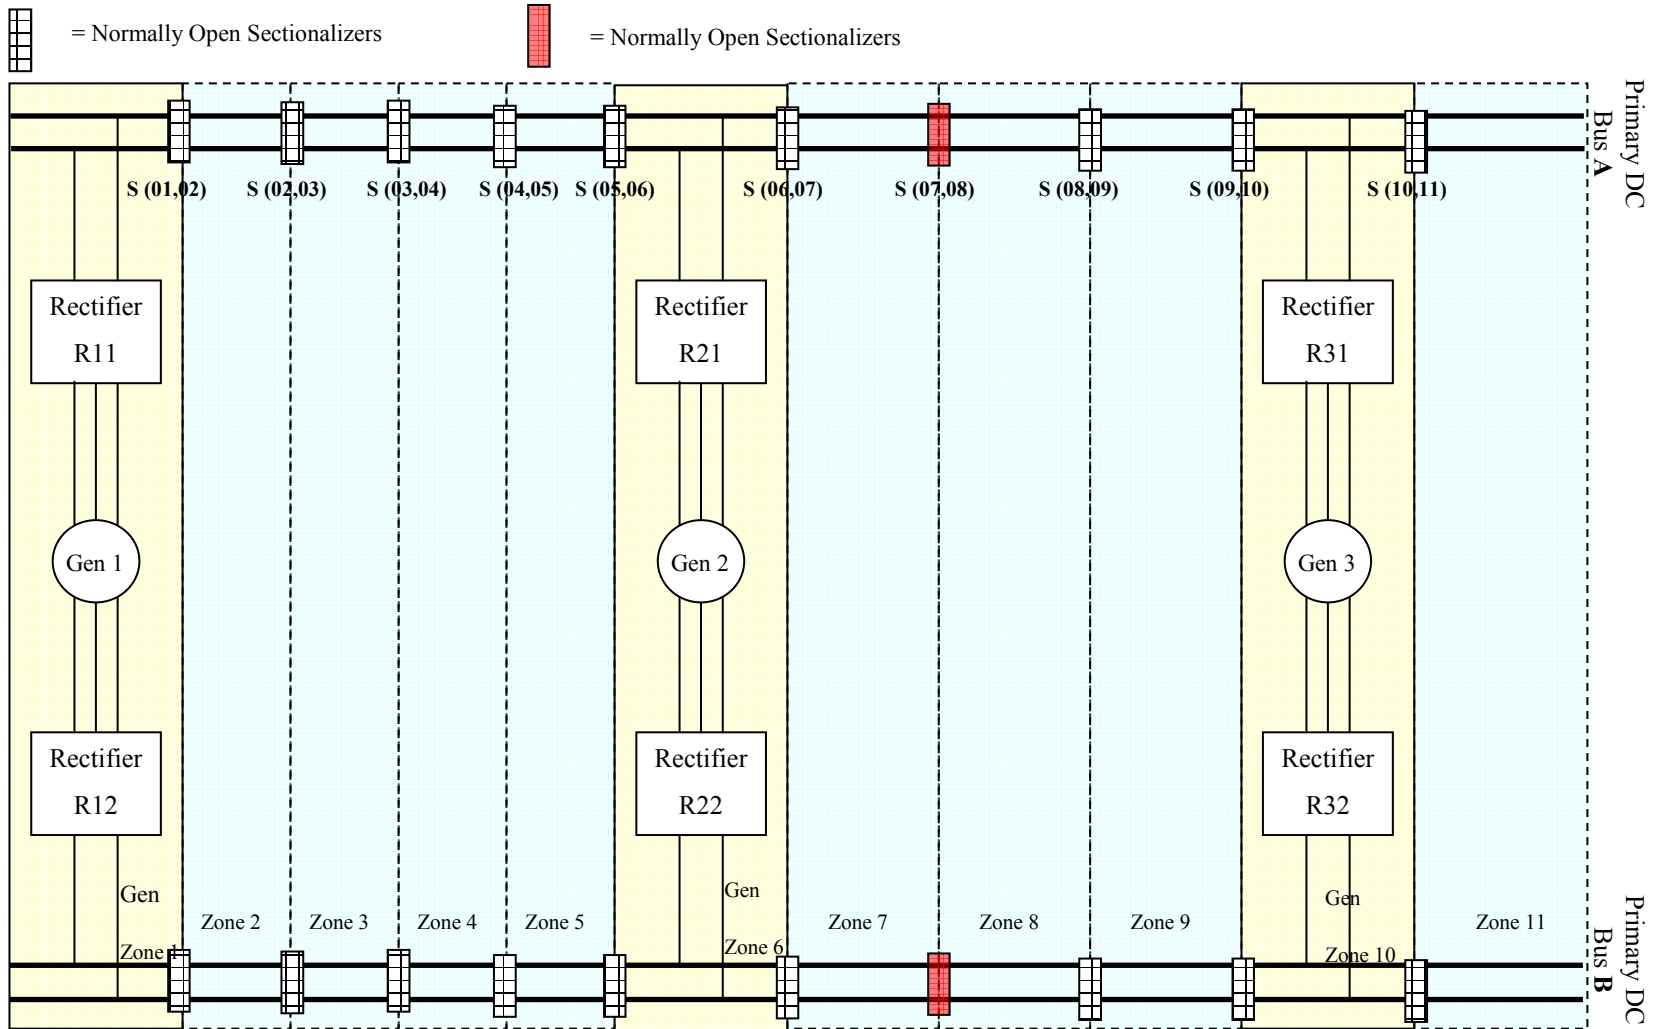 = Normally Open Sectionalizers
= Normally Open Sectionalizers
Primary DC
Bus A
S (01,02)
S (02,03)
S (03,04)
S (04,05)
S (05,06)
S (06,07)
S (07,08)
S (08,09)
S (09,10)
S (10,11)
Rectifier
R11
Rectifier
R21
Rectifier
R31
Gen 1
Gen 2
Gen 3
Rectifier
R12
Rectifier
R22
Rectifier
R32
Gen
Zone 1
Zone 2
Zone 3
Zone 4
Zone 5
Gen
Zone 6
Zone 7
Zone 8
Zone 9
Gen
Zone 10
Zone 11
Primary DC
Bus B